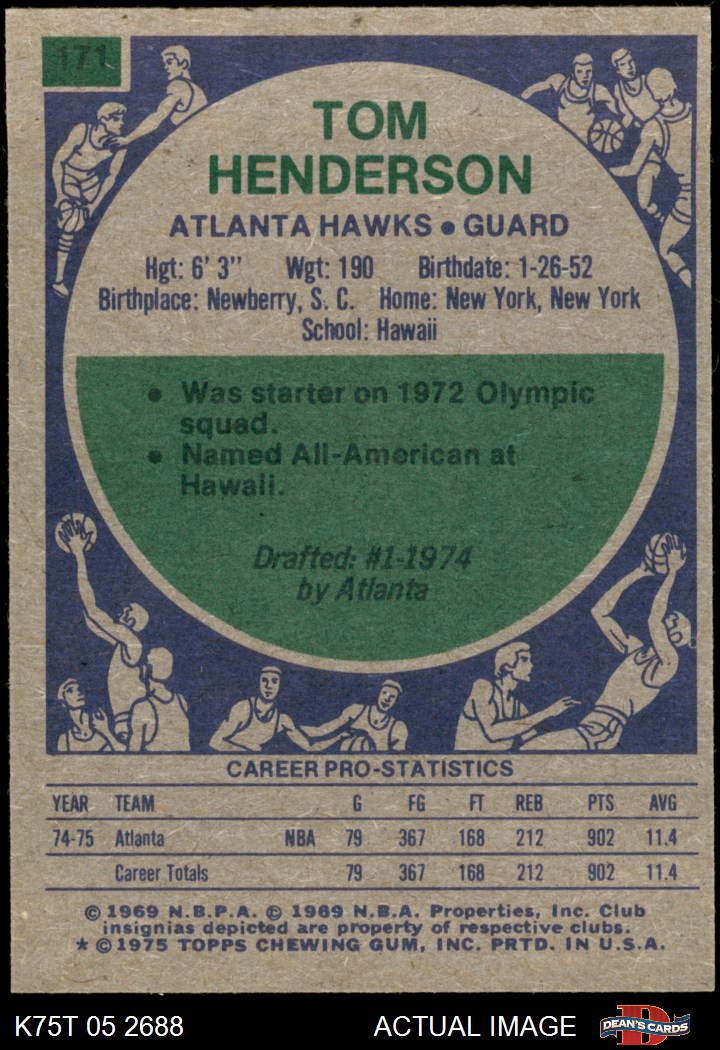 171
TOM
HENDERSON
ATLANTA HAWKS • GUARD
Hgt: 6' 3" Wgt: 190 Birthdate: 1-26-52
Birthplace: Newberry, S. C. Home: New York, New York
School: Hawaii
• Was starter on 1972 Olympic
squad.
• Named All-American at
Hawaii.
Drafted: #1-1974
by Atlanta
CAREER PRO-STATISTICS
YEAR TEAM G FG FT REB PTS AVG
74-75 Atlanta NBA 79 367 168 212 902 11.4
Career Totals 79 367 168 212 902 11.4
© 1969 N.B.P.A. © 1969 N.B.A. Properties, Inc. Club
insignias depicted are property of respective clubs.
* © 1975 TOPPS CHEWING GUM, INC. PRTD. IN U.S.A.
K75T 05 2688 ACTUAL IMAGE DEAN'S CARDS